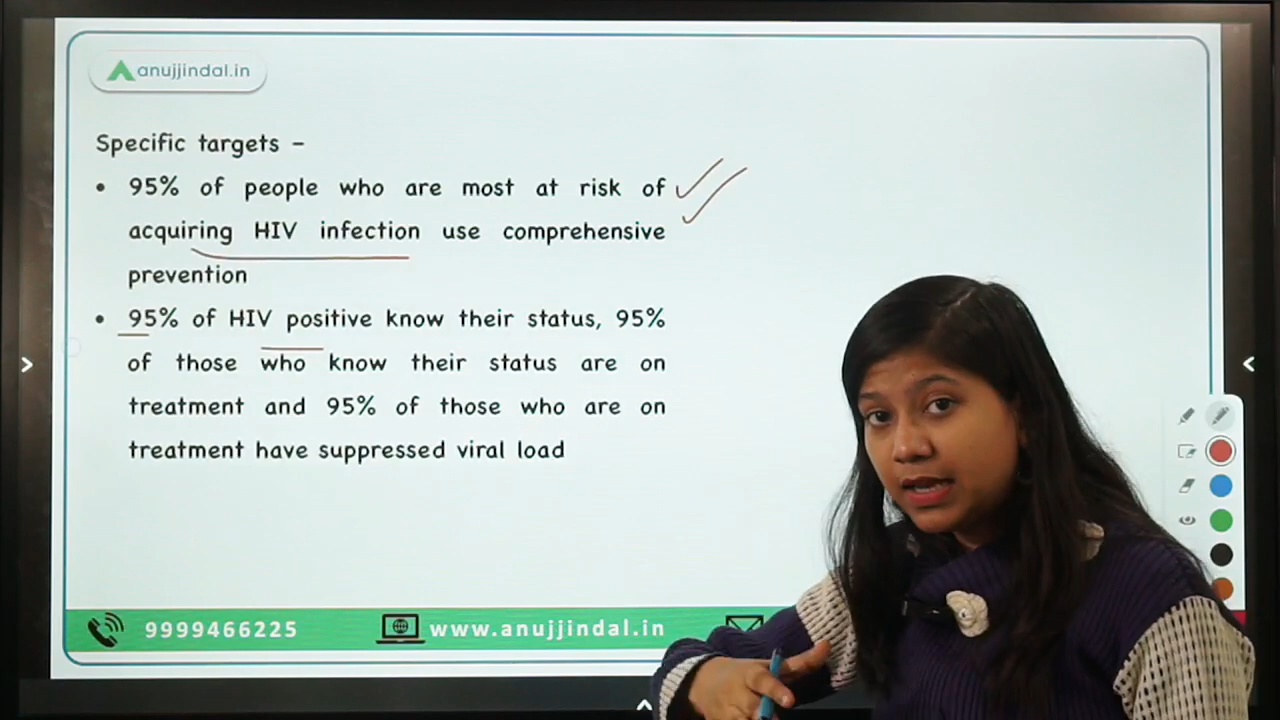 anujjindal.in
Specific targets –
• 95% of people who are most at risk of
acquiring HIV infection use comprehensive
prevention
• 95% of HIV positive know their status, 95%
of those who know their status are on
treatment and 95% of those who are on
treatment have suppressed viral load
9999466225
www.anujjindal.in